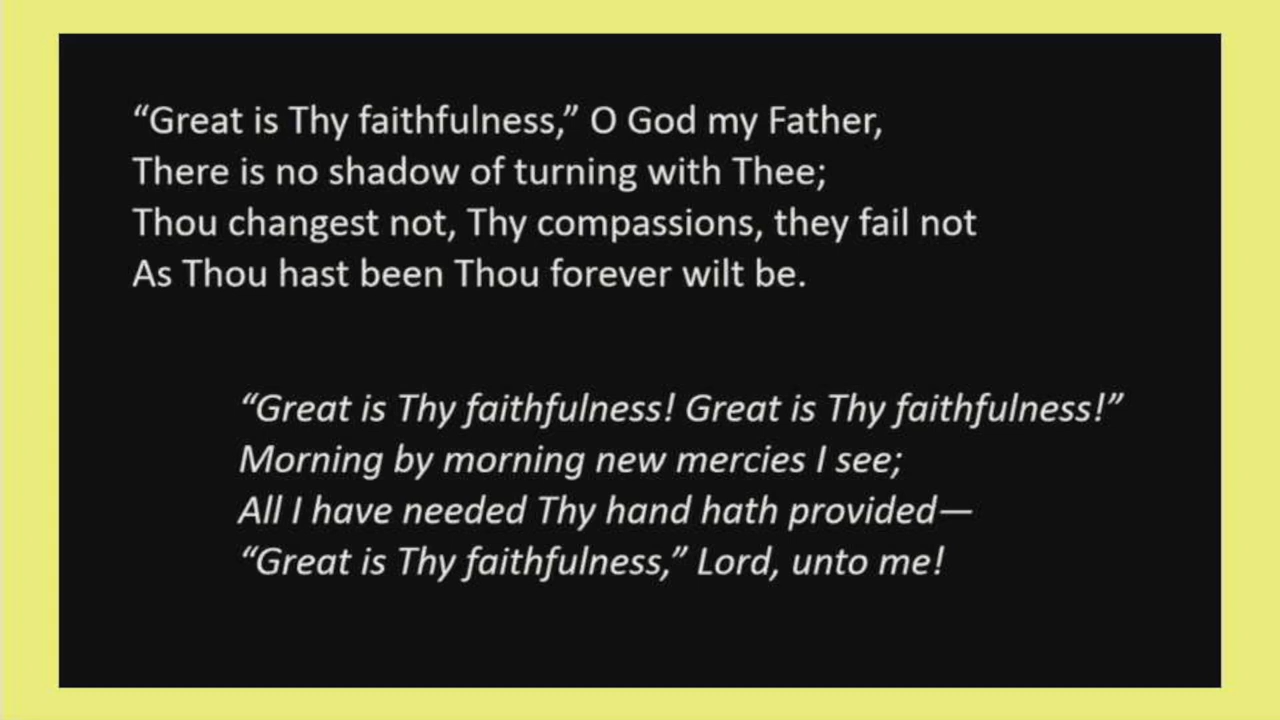 “Great is Thy faithfulness,” O God my Father,
There is no shadow of turning with Thee;
Thou changest not, Thy compassions, they fail not
As Thou hast been Thou forever wilt be.
“Great is Thy faithfulness! Great is Thy faithfulness!”
Morning by morning new mercies I see;
All I have needed Thy hand hath provided—
“Great is Thy faithfulness,” Lord, unto me!